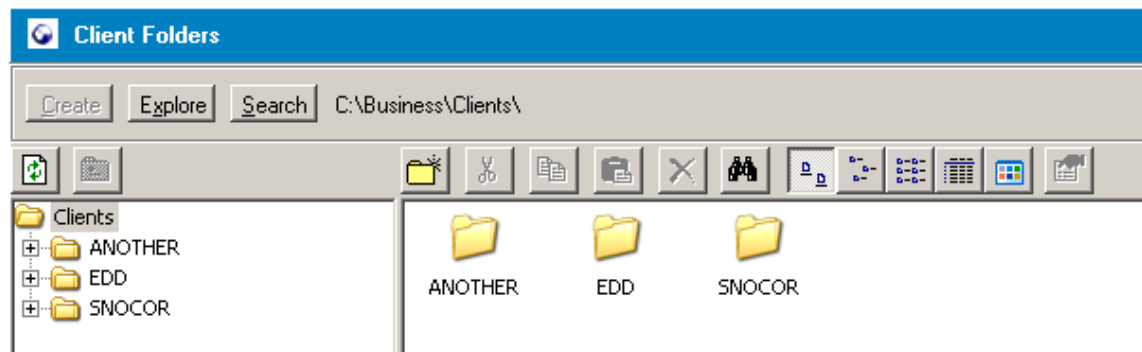 Client Folders
Create Explore Search C:\Business\Clients\
Clients
ANOTHER
EDD
SNOCOR
ANOTHER EDD SNOCOR